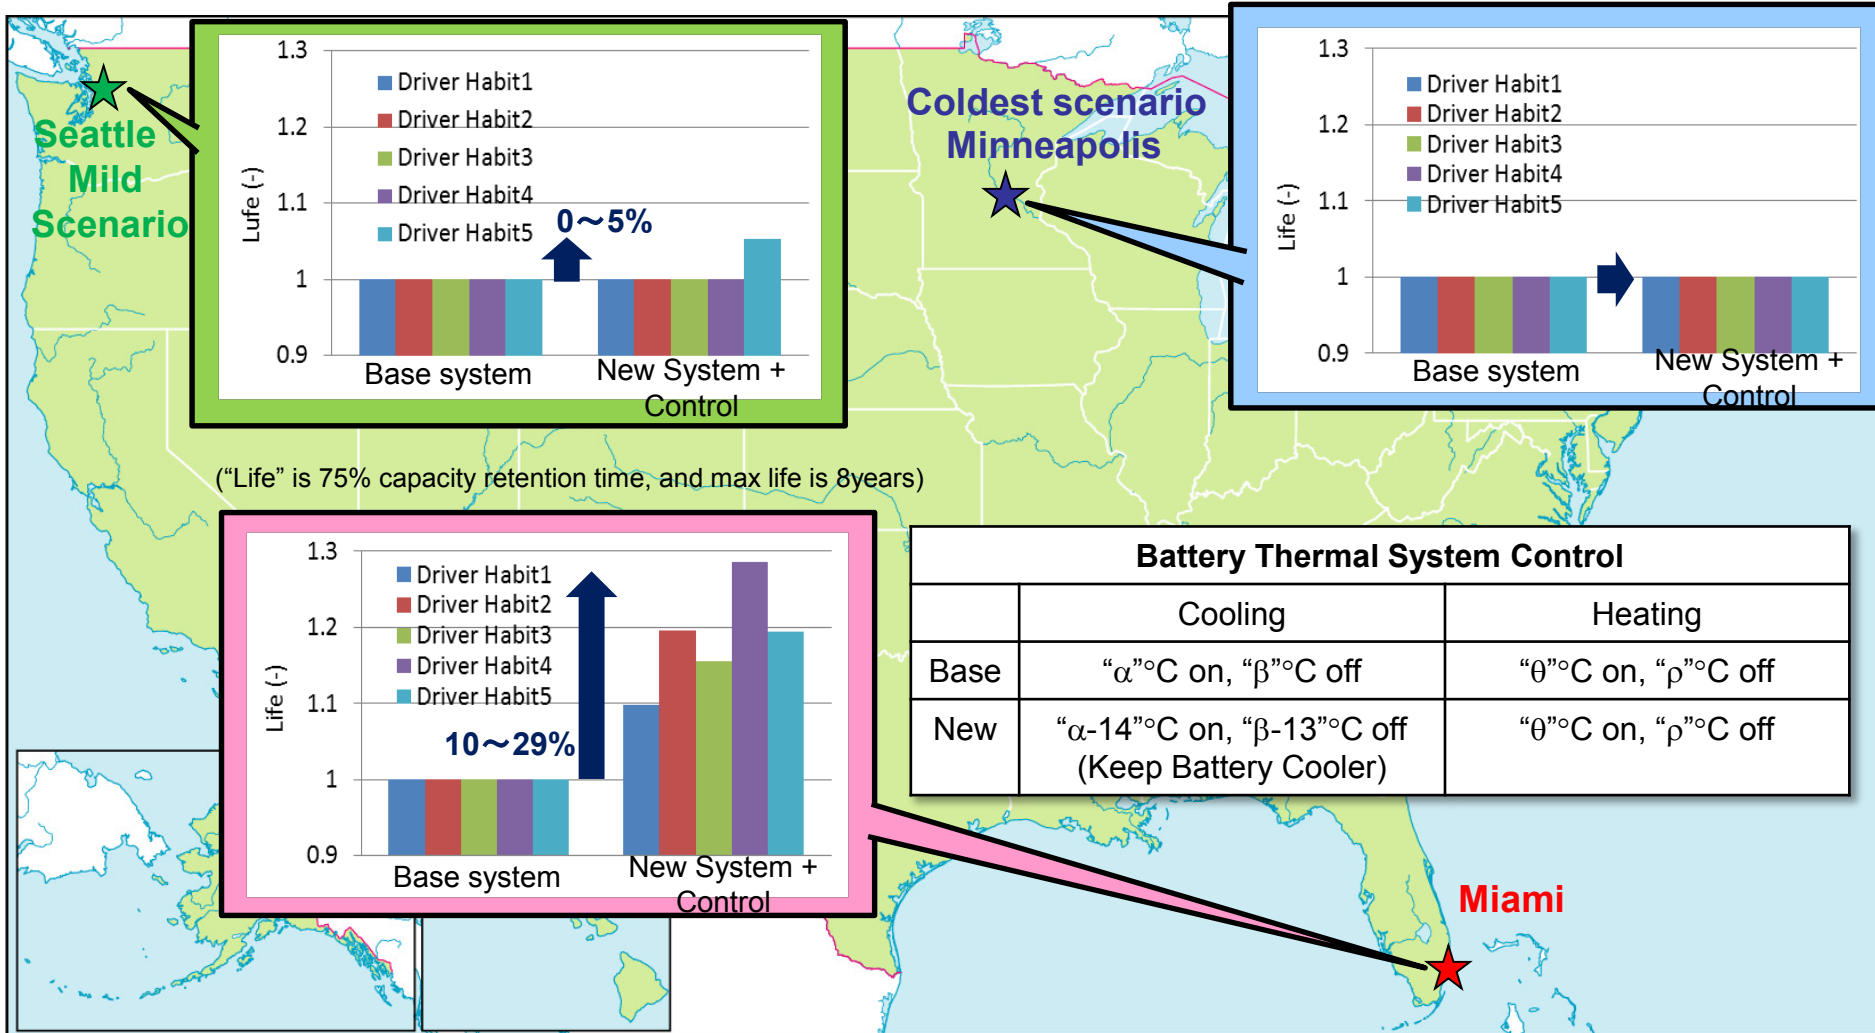 Seattle
Mild
Scenario
1.3
1.2
1.1
1
0.9
Lufe (-)
Driver Habit1
Driver Habit2
Driver Habit3
Driver Habit4
Driver Habit5
0～5%
Base system
New System +
Control
Coldest scenario
Minneapolis
1.3
1.2
1.1
1
0.9
Life (-)
Driver Habit1
Driver Habit2
Driver Habit3
Driver Habit4
Driver Habit5
Base system
New System +
Control
(“Life” is 75% capacity retention time, and max life is 8years)
1.3
1.2
1.1
1
0.9
Life (-)
Driver Habit1
Driver Habit2
Driver Habit3
Driver Habit4
Driver Habit5
10～29%
Base system
New System +
Control
Battery Thermal System Control
Cooling Heating
Base “α”°C on, “β”°C off “θ”°C on, “ρ”°C off
New “α-14”°C on, “β-13”°C off “θ”°C on, “ρ”°C off
(Keep Battery Cooler)
Miami